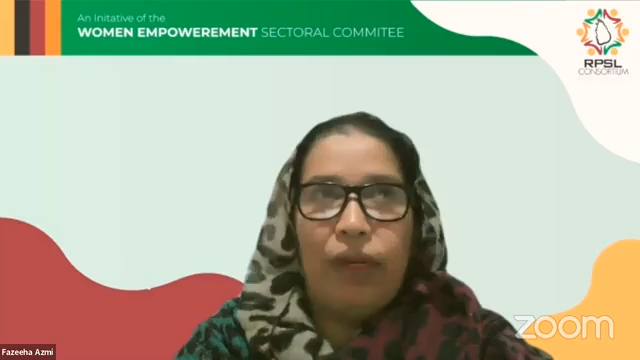 An Initative of the
WOMEN EMPOWEREMENT SECTORAL COMMITEE
RPSL
CONSORTIUM
Fazeeha Azmi
zoom